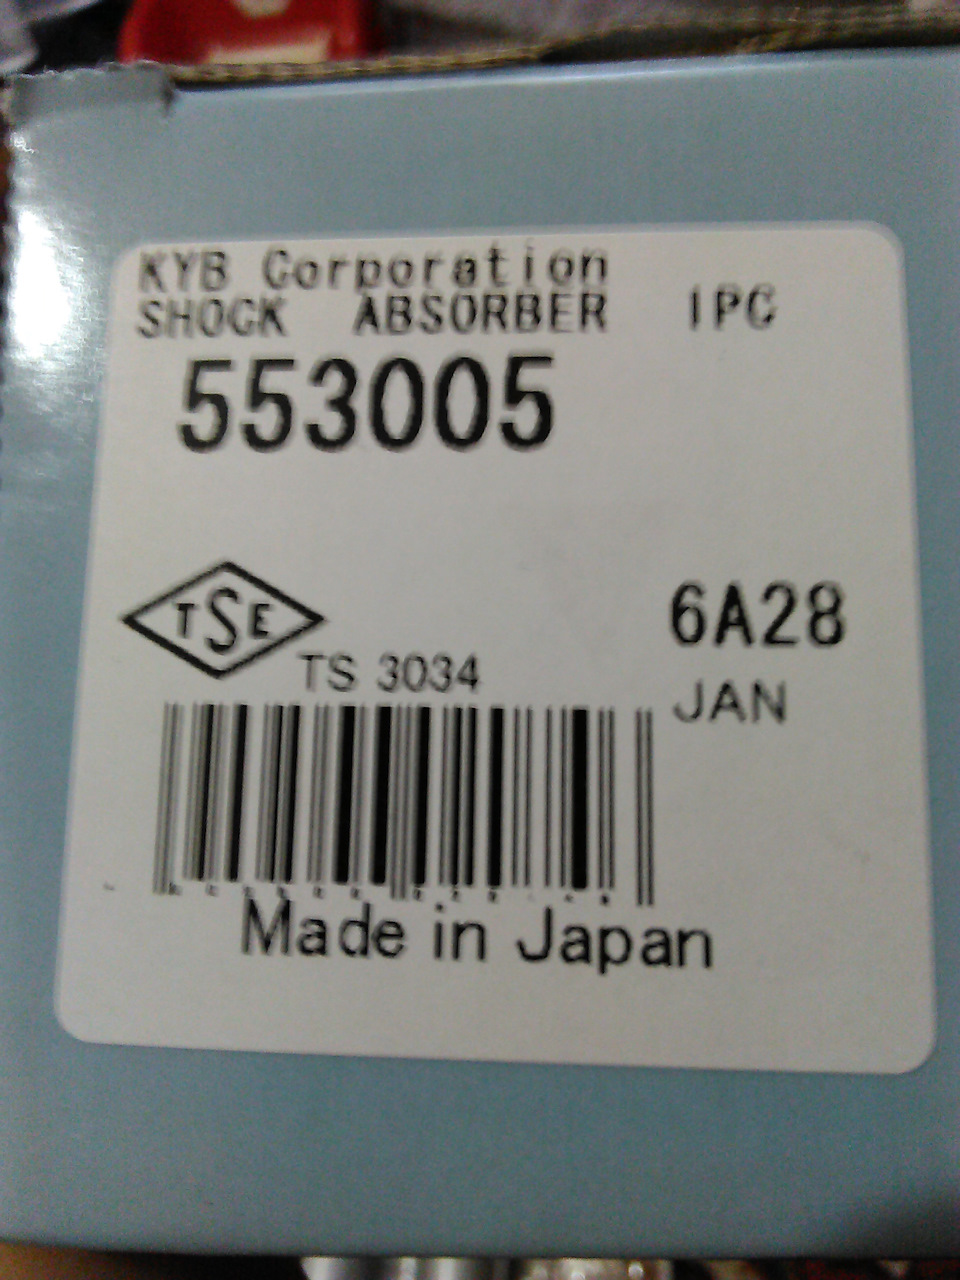 KYB Corporation
SHOCK ABSORBER 1PC
553005
TSE
6A28
TS 3034
JAN
Made in Japan